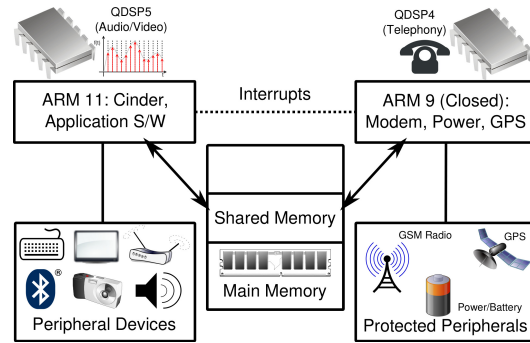 QDSP5
(Audio/Video)
QDSP4
(Telephony)
ARM 11: Cinder,
Application S/W
Interrupts
ARM 9 (Closed):
Modem, Power, GPS
Shared Memory
Main Memory
®
Peripheral Devices
GSM Radio
GPS
Power/Battery
Protected Peripherals